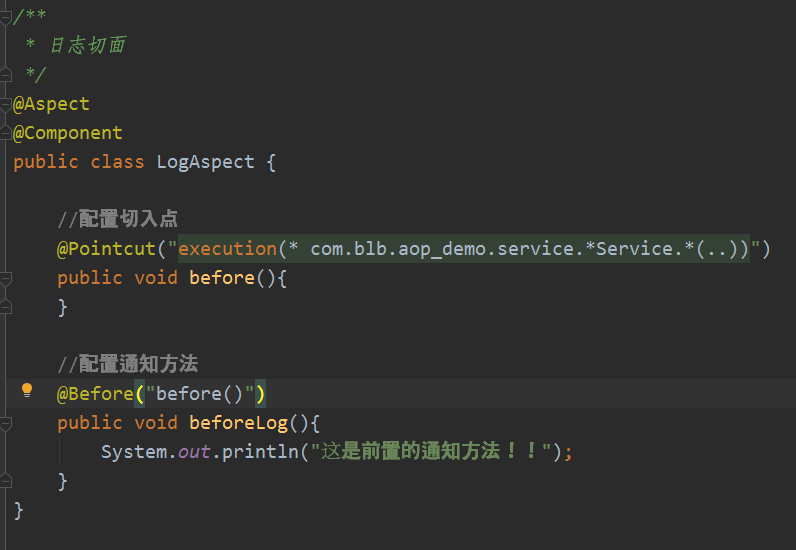 /**
 * 日志切面
 */
@Aspect
@Component
public class LogAspect {
    //配置切入点
    @Pointcut("execution(* com.blb.aop_demo.service.*Service.*(..))")
    public void before(){
    }
    //配置通知方法
    @Before("before()")
    public void beforeLog(){
        System.out.println("这是前置的通知方法！！");
    }
}